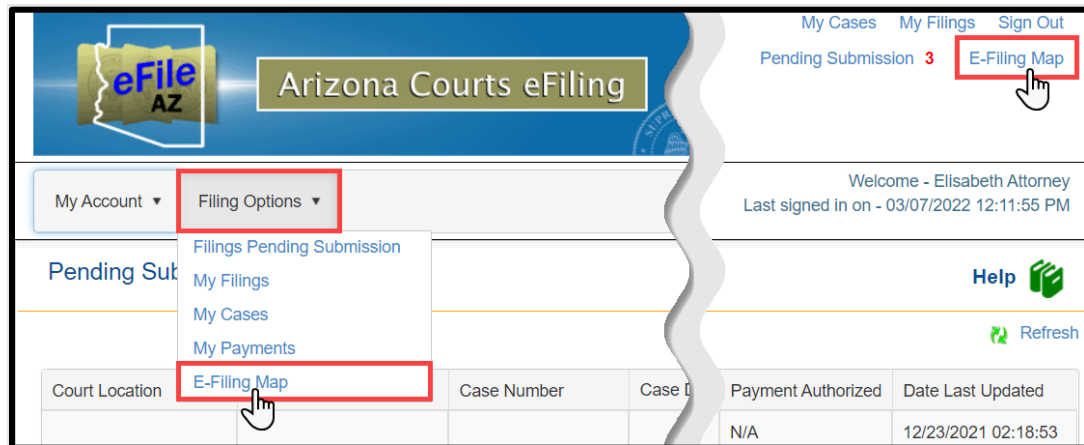 My Cases My Filings Sign Out
Pending Submission 3 E-Filing Map
eFile
AZ
Arizona Courts eFiling
SUPR
My Account Filing Options
Welcome - Elisabeth Attorney
Last signed in on - 03/07/2022 12:11:55 PM
Filings Pending Submission
My Filings
My Cases
My Payments
E-Filing Map
Pending Sub
Help
Refresh
Court Location Case Number Case D Payment Authorized Date Last Updated
N/A 12/23/2021 02:18:53